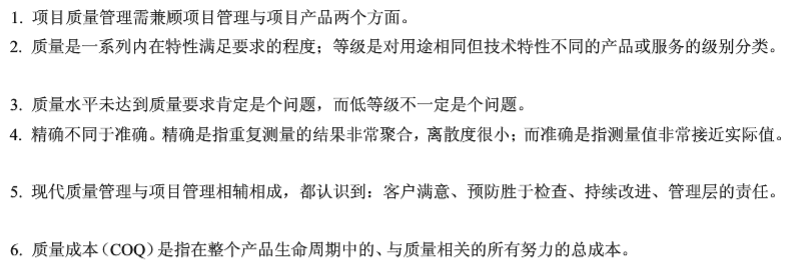 1. 项目质量管理需兼顾项目管理与项目产品两个方面。
2. 质量是一系列内在特性满足要求的程度；等级是对用途相同但技术特性不同的产品或服务的级别分类。
3. 质量水平未达到质量要求肯定是个问题，而低等级不一定是个问题。
4. 精确不同于准确。精确是指重复测量的结果非常聚合，离散度很小；而准确是指测量值非常接近实际值。
5. 现代质量管理与项目管理相辅相成，都认识到：客户满意、预防胜于检查、持续改进、管理层的责任。
6. 质量成本（COQ）是指在整个产品生命周期中的、与质量相关的所有努力的总成本。